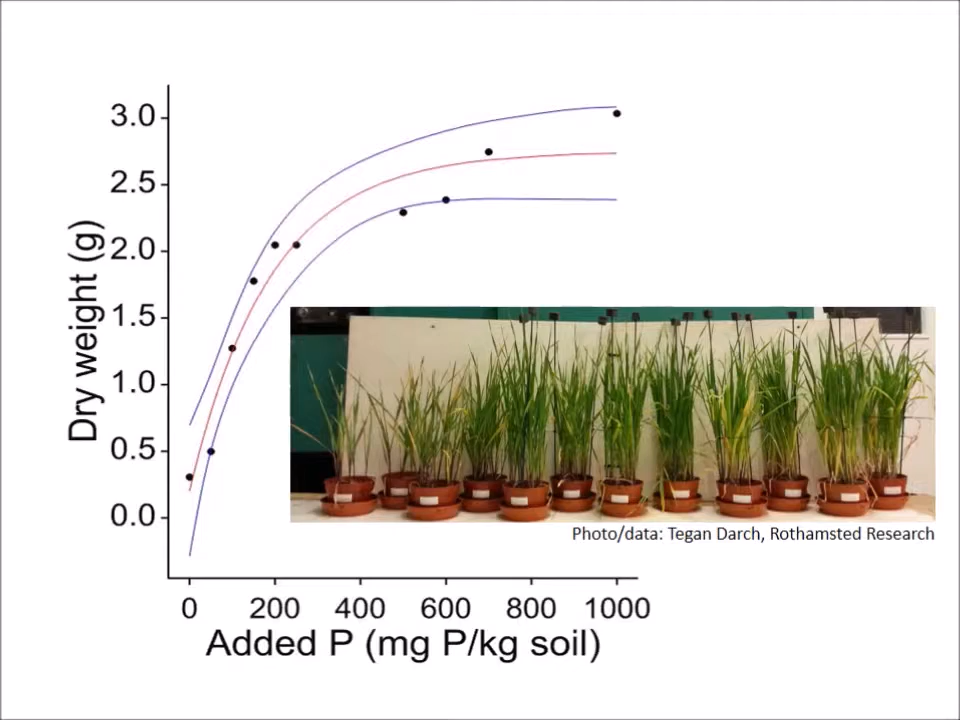 3.0
2.5
2.0
1.5
1.0
0.5
0.0
Dry weight (g)
0 200 400 600 800 1000
Added P (mg P/kg soil)
Photo/data: Tegan Darch, Rothamsted Research